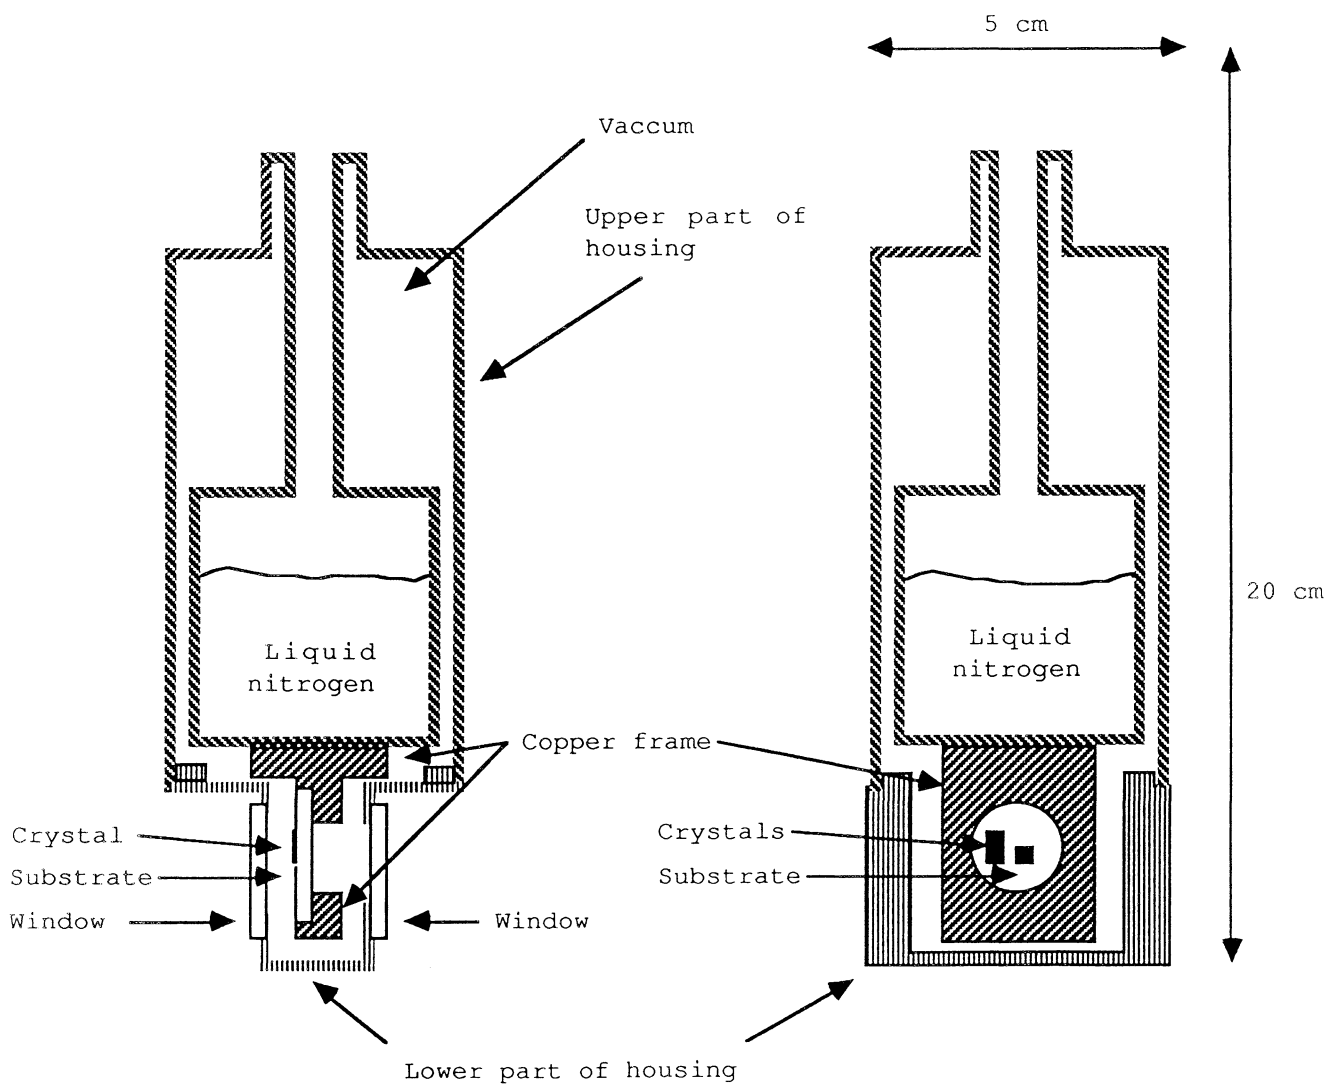 5 cm
Vaccum
Upper part of
housing
20 cm
Liquid
nitrogen
Liquid
nitrogen
Copper frame
Crystal
Substrate
Window
Window
Crystals
Substrate
Lower part of housing